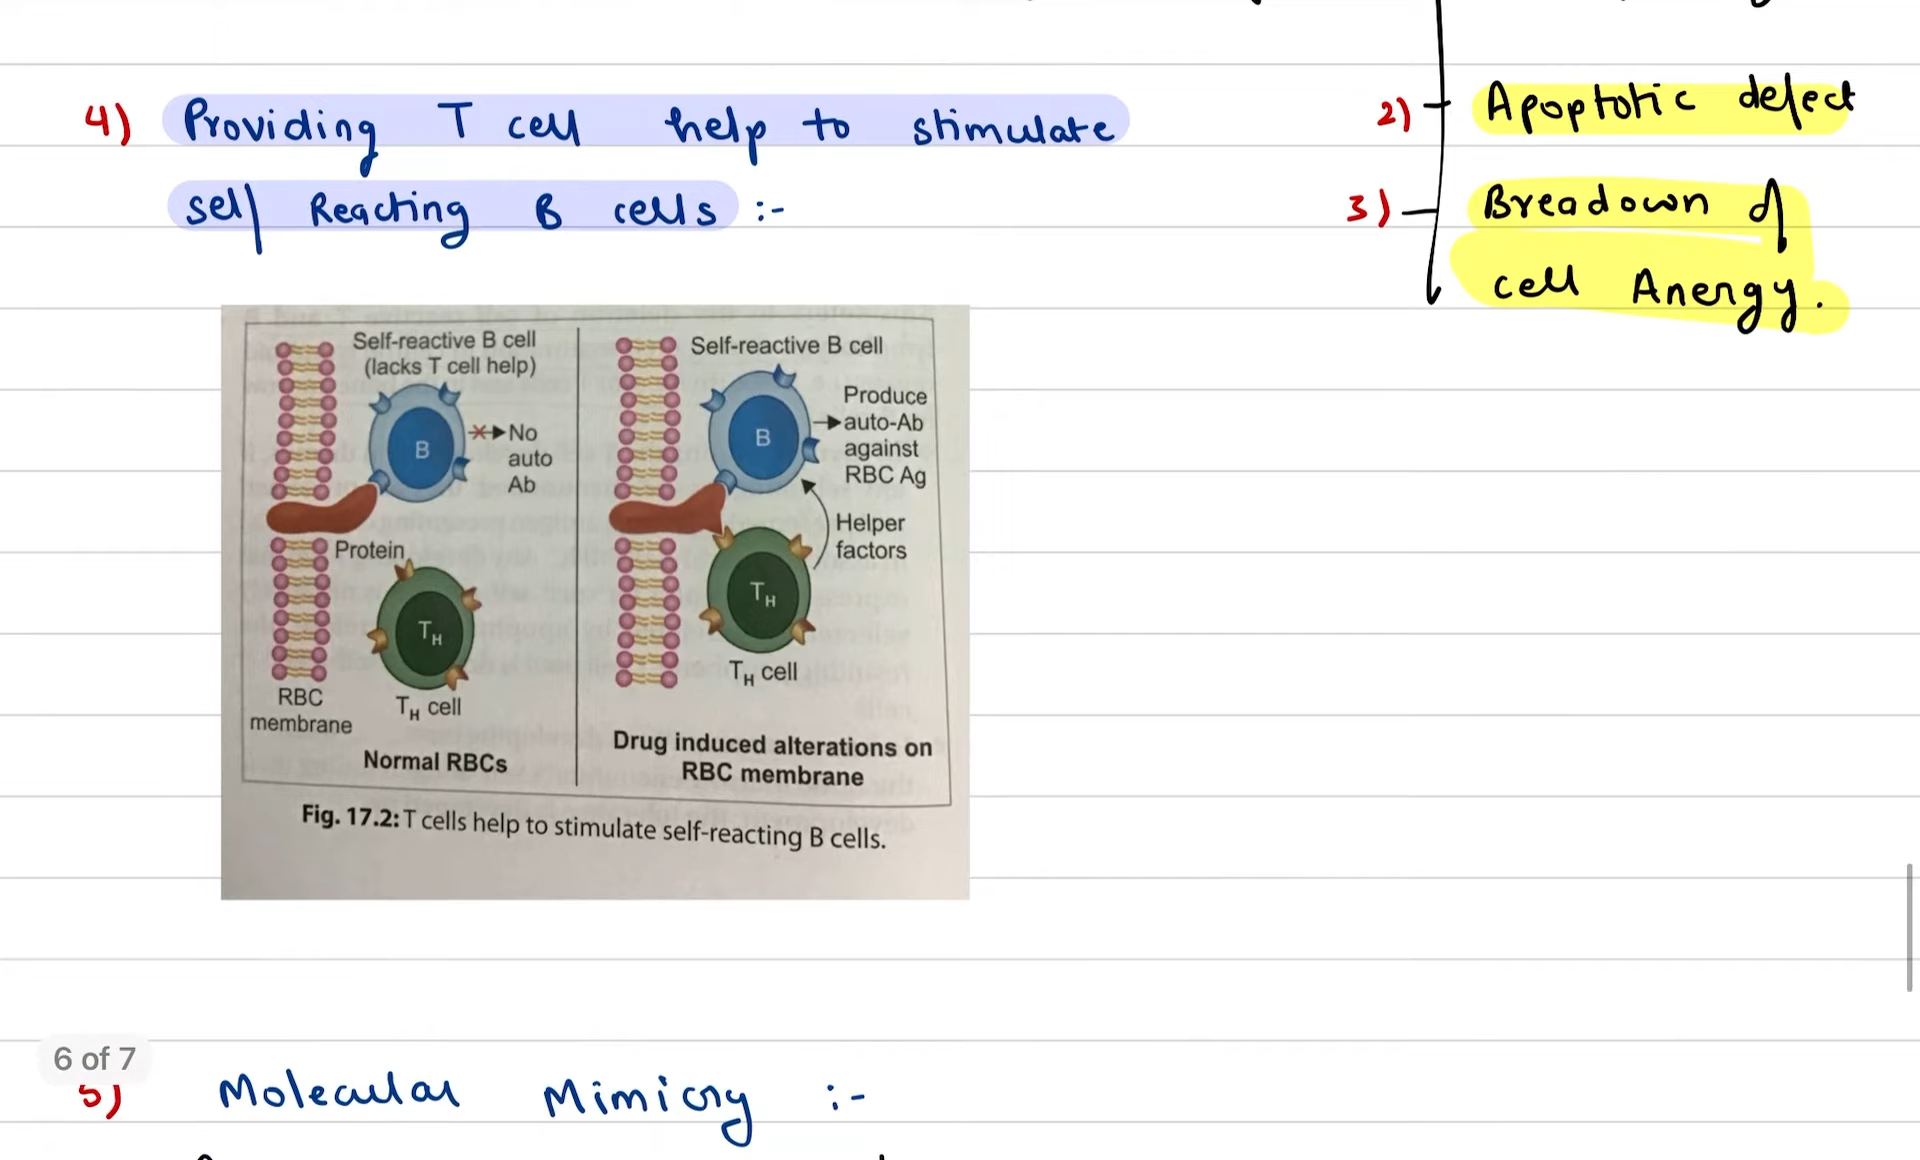 4) Providing T cell help to stimulate
self Reacting B cells :-
2) Apoptotic defect
3) Breadown of
cell Anergy.
Self-reactive B cell
(lacks T cell help)
B
No
auto
Ab
Protein
TH
RBC
membrane
TH cell
Normal RBCs
Self-reactive B cell
B
Produce
auto-Ab
against
RBC Ag
Helper
factors
TH
TH cell
Drug induced alterations on
RBC membrane
Fig. 17.2: T cells help to stimulate self-reacting B cells.
6 of 7
5) Molecular Mimicry :-